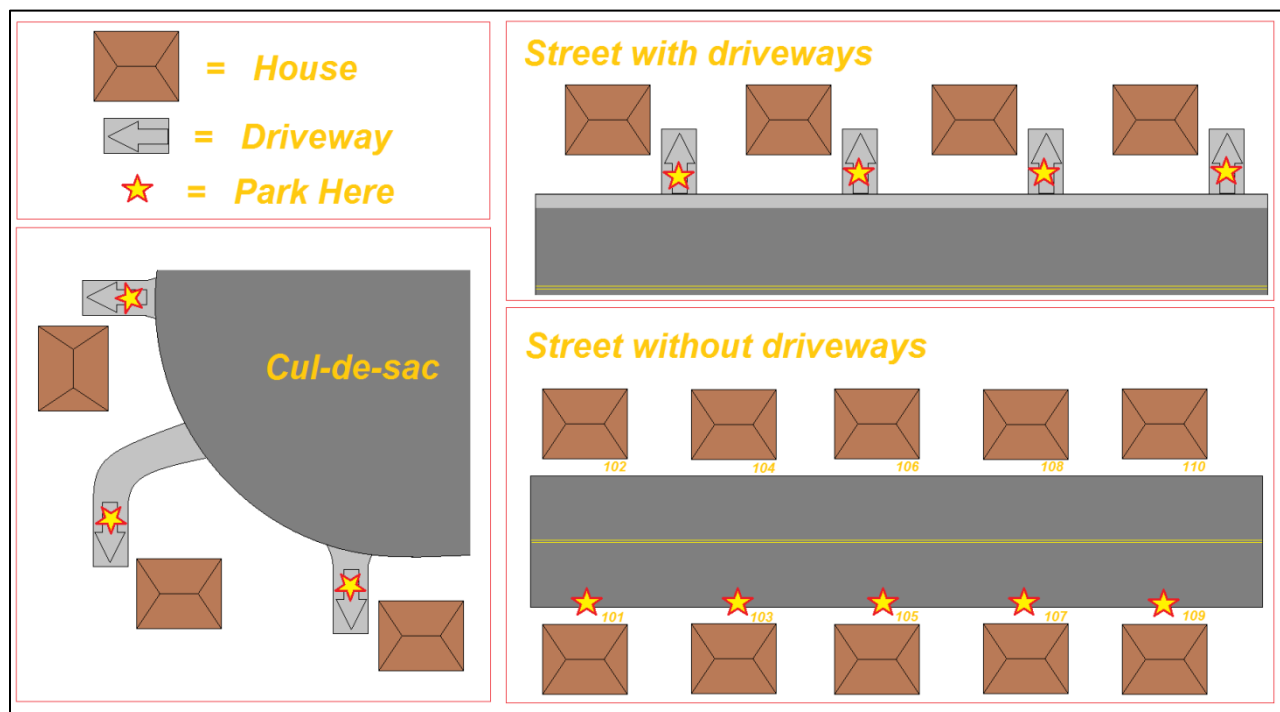 = House
= Driveway
= Park Here
Street with driveways
Cul-de-sac
Street without driveways
102 104 106 108 110
101 103 105 107 109